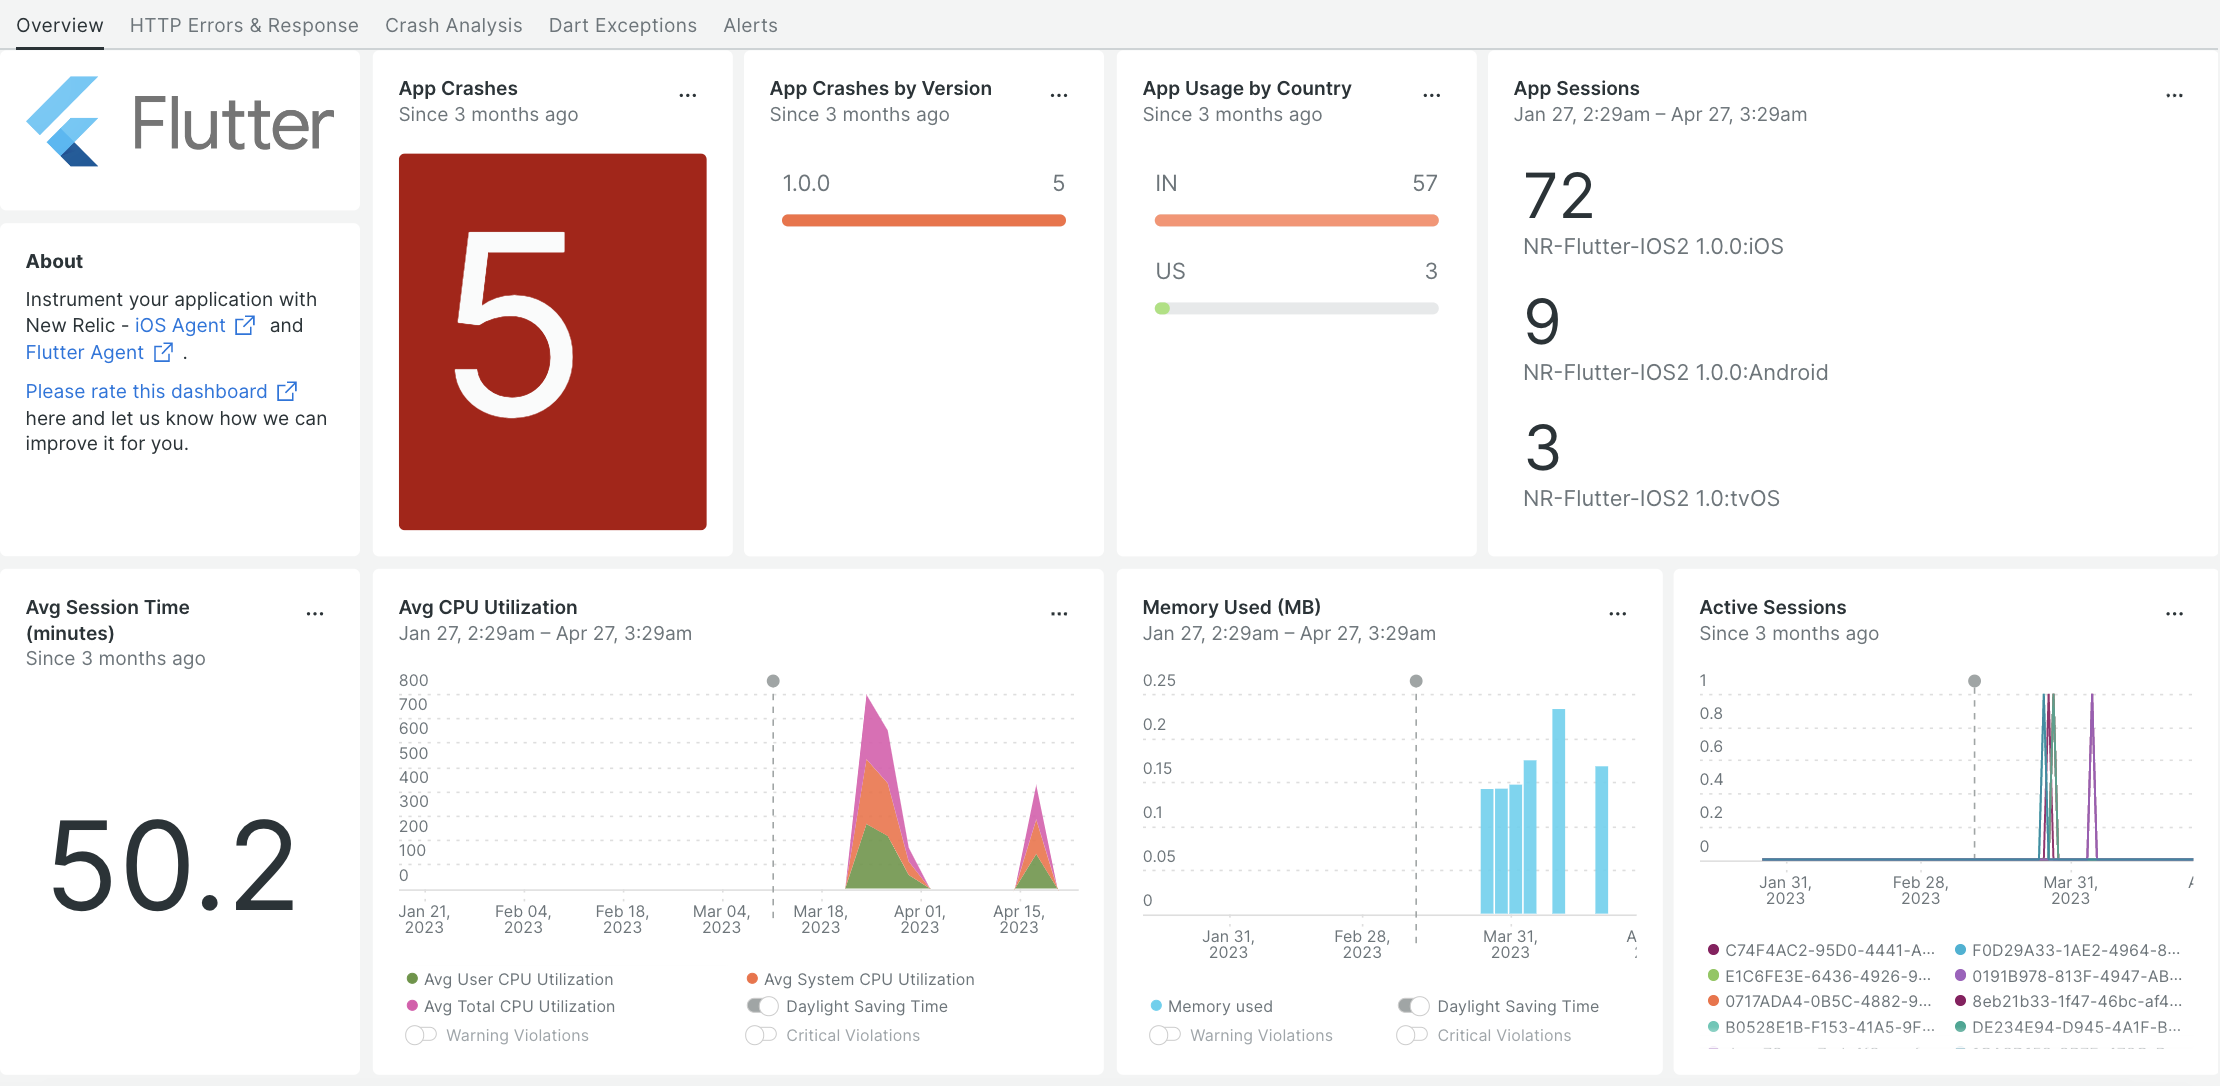 Overview HTTP Errors & Response Crash Analysis Dart Exceptions Alerts
Flutter
About
Instrument your application with
New Relic - iOS Agent and
Flutter Agent .
Please rate this dashboard
here and let us know how we can
improve it for you.
App Crashes
Since 3 months ago
5
App Crashes by Version
Since 3 months ago
1.0.0 5
App Usage by Country
Since 3 months ago
IN 57
US 3
App Sessions
Jan 27, 2:29am – Apr 27, 3:29am
72
NR-Flutter-IOS2 1.0.0:iOS
9
NR-Flutter-IOS2 1.0.0:Android
3
NR-Flutter-IOS2 1.0:tvOS
Avg Session Time
(minutes)
Since 3 months ago
50.2
Avg CPU Utilization
Jan 27, 2:29am – Apr 27, 3:29am
800
700
600
500
400
300
200
100
0
Jan 21, Feb 04, Feb 18, Mar 04, Mar 18, Apr 01, Apr 15,
2023 2023 2023 2023 2023 2023 2023
Avg User CPU Utilization Avg System CPU Utilization
Avg Total CPU Utilization Daylight Saving Time
Warning Violations Critical Violations
Memory Used (MB)
Jan 27, 2:29am – Apr 27, 3:29am
0.25
0.2
0.15
0.1
0.05
0
Jan 31, Feb 28, Mar 31, A
2023 2023 2023
Memory used Daylight Saving Time
Warning Violations Critical Violations
Active Sessions
Since 3 months ago
1
0.8
0.6
0.4
0.2
0
Jan 31, Feb 28, Mar 31,
2023 2023 2023
C74F4AC2-95D0-4441-A... F0D29A33-1AE2-4964-8...
E1C6FE3E-6436-4926-9... 0191B978-813F-4947-AB...
0717ADA4-0B5C-4882-9... 8eb21b33-1f47-46bc-af4...
B0528E1B-F153-41A5-9F... DE234E94-D945-4A1F-B...